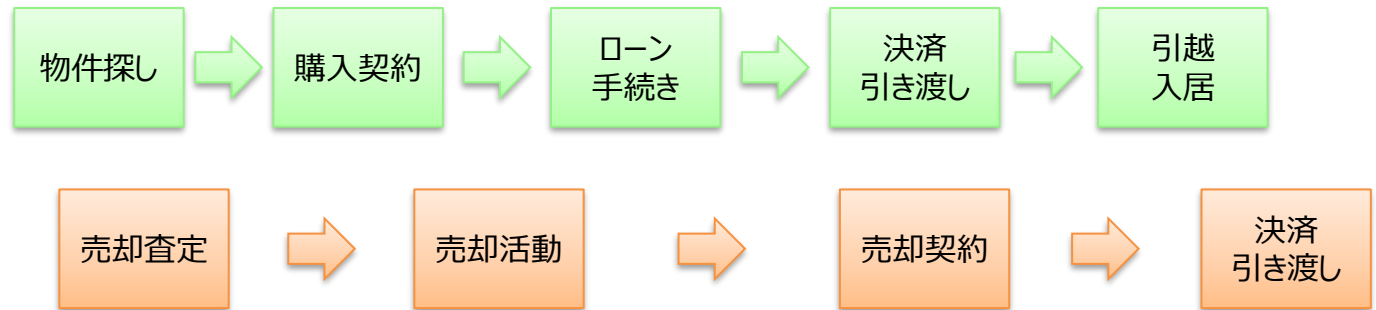 物件探し
購入契約
ローン
手続き
決済
引き渡し
引越
入居
売却査定
売却活動
売却契約
決済
引き渡し